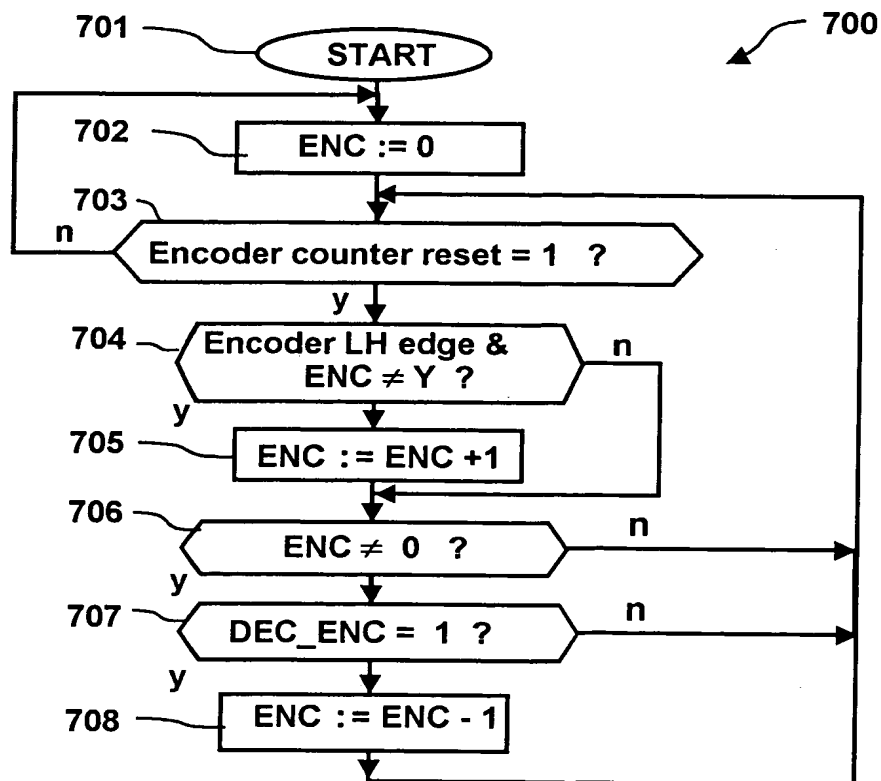 701
START
700
702
ENC := 0
703
n
Encoder counter reset = 1 ?
y
704
Encoder LH edge &
ENC ≠ Y ?
n
y
705
ENC := ENC +1
706
ENC ≠ 0 ?
n
y
707
DEC_ENC = 1 ?
n
y
708
ENC := ENC - 1